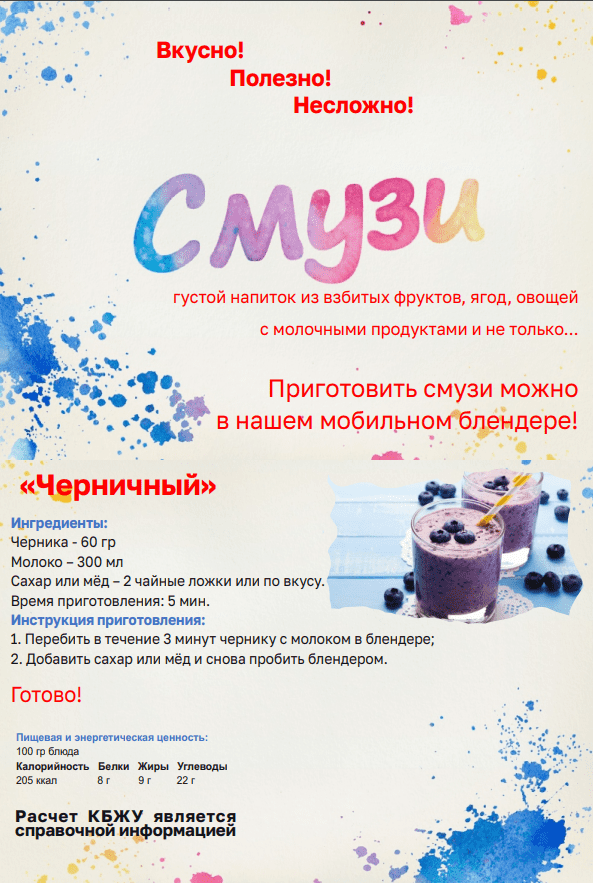 Вкусно!
Полезно!
Несложно!
Смузи
густой напиток из взбитых фруктов, ягод, овощей
с молочными продуктами и не только...
Приготовить смузи можно
в нашем мобильном блендере!
«Черничный»
Ингредиенты:
Черника - 60 гр
Молоко – 300 мл
Сахар или мёд – 2 чайные ложки или по вкусу.
Время приготовления: 5 мин.
Инструкция приготовления:
1. Перебить в течение 3 минут чернику с молоком в блендере;
2. Добавить сахар или мёд и снова пробить блендером.
Готово!
Пищевая и энергетическая ценность:
100 гр блюда
Калорийность Белки Жиры Углеводы
205 ккал 8 г 9 г 22 г
Расчет КБЖУ является
справочной информацией